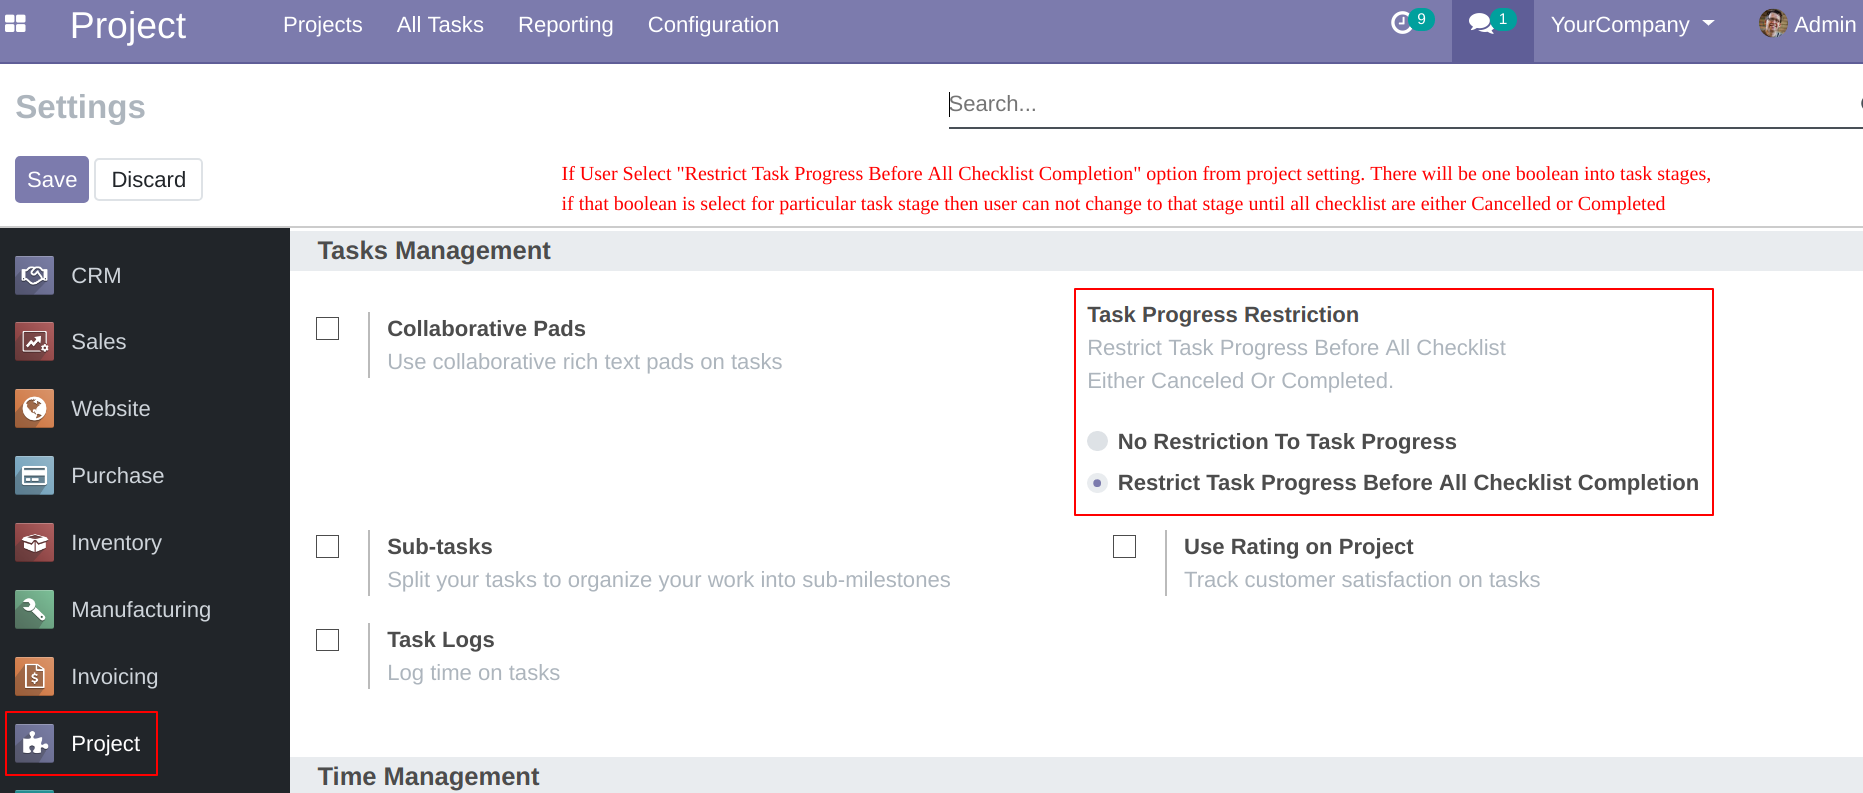 Project
Projects
All Tasks
Reporting
Configuration
9
1
YourCompany
Admin
Settings
Search...
Save
Discard
If User Select "Restrict Task Progress Before All Checklist Completion" option from project setting. There will be one boolean into task stages,
if that boolean is select for particular task stage then user can not change to that stage until all checklist are either Cancelled or Completed
CRM
Sales
Website
Purchase
Inventory
Manufacturing
Invoicing
Project
Tasks Management
Collaborative Pads
Use collaborative rich text pads on tasks
Task Progress Restriction
Restrict Task Progress Before All Checklist
Either Canceled Or Completed.
No Restriction To Task Progress
Restrict Task Progress Before All Checklist Completion
Sub-tasks
Split your tasks to organize your work into sub-milestones
Use Rating on Project
Track customer satisfaction on tasks
Task Logs
Log time on tasks
Time Management